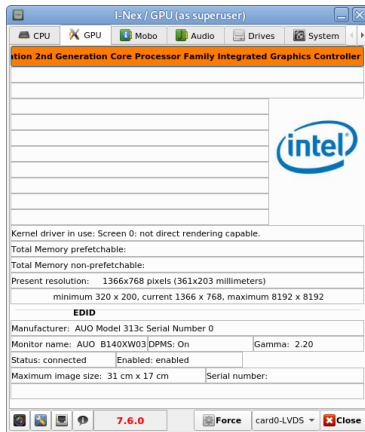 I-Nex / GPU (as superuser)
CPU GPU Mobo Audio Drives System
tion 2nd Generation Core Processor Family Integrated Graphics Controller
intel
Kernel driver in use: Screen 0: not direct rendering capable.
Total Memory prefetchable:
Total Memory non-prefetchable:
Present resolution: 1366x768 pixels (361x203 millimeters)
minimum 320 x 200, current 1366 x 768, maximum 8192 x 8192
EDID
Manufacturer: AUO Model 313c Serial Number 0
Monitor name: AUO B140XW03 DPMS: On Gamma: 2.20
Status: connected Enabled: enabled
Maximum image size: 31 cm x 17 cm Serial number:
7.6.0 Force card0-LVDS Close